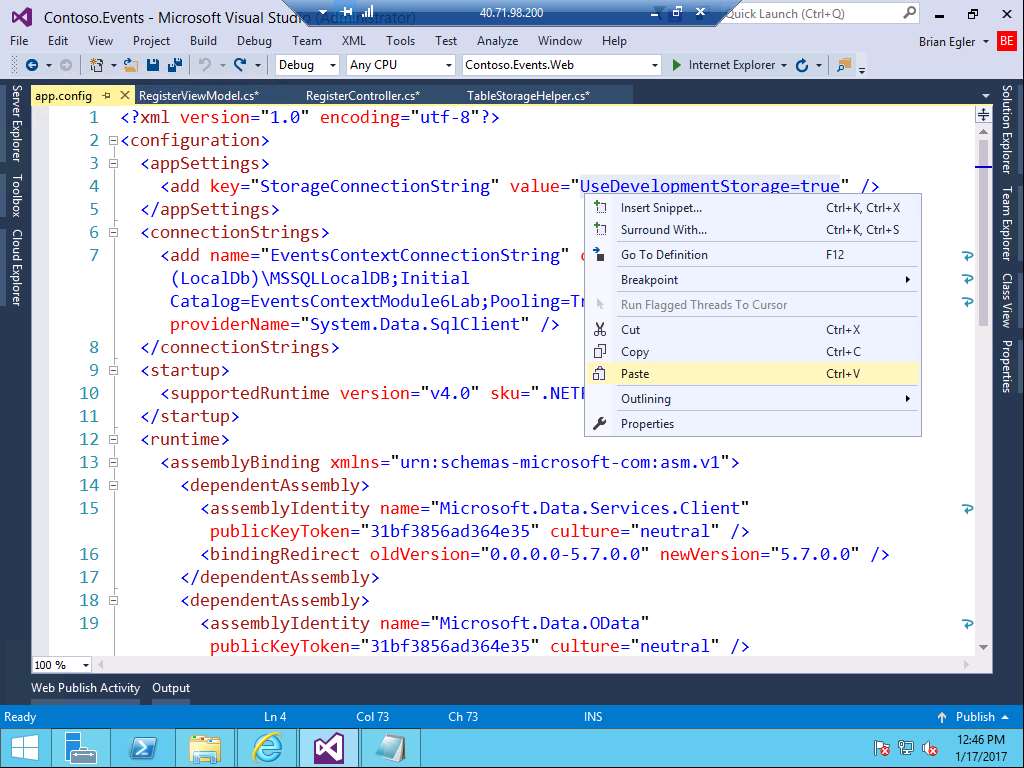 Contoso.Events - Microsoft Visual Studio (Administrator)
40.71.98.200
Quick Launch (Ctrl+Q)
File Edit View Project Build Debug Team XML Tools Test Analyze Window Help
Brian Egler BE
Debug Any CPU Contoso.Events.Web Internet Explorer
app.config RegisterViewModel.cs* RegisterController.cs* TableStorageHelper.cs*
Server Explorer
Toolbox
Cloud Explorer
1 <?xml version="1.0" encoding="utf-8"?>
2 <configuration>
3 <appSettings>
4 <add key="StorageConnectionString" value="UseDevelopmentStorage=true" />
5 </appSettings>
6 <connectionStrings>
7 <add name="EventsContextConnectionString"
(LocalDb)\MSSQLLocalDB;Initial
Catalog=EventsContextModule6Lab;Pooling=Tr
providerName="System.Data.SqlClient" />
8 </connectionStrings>
9 <startup>
10 <supportedRuntime version="v4.0" sku=".NETF
11 </startup>
12 <runtime>
13 <assemblyBinding xmlns="urn:schemas-microsoft-com:asm.v1">
14 <dependentAssembly>
15 <assemblyIdentity name="Microsoft.Data.Services.Client"
publicKeyToken="31bf3856ad364e35" culture="neutral" />
16 <bindingRedirect oldVersion="0.0.0.0-5.7.0.0" newVersion="5.7.0.0" />
17 </dependentAssembly>
18 <dependentAssembly>
19 <assemblyIdentity name="Microsoft.Data.OData"
publicKeyToken="31bf3856ad364e35" culture="neutral" />
Insert Snippet... Ctrl+K, Ctrl+X
Surround With... Ctrl+K, Ctrl+S
Go To Definition F12
Breakpoint
Run Flagged Threads To Cursor
Cut Ctrl+X
Copy Ctrl+C
Paste Ctrl+V
Outlining
Properties
Solution Explorer
Team Explorer
Class View
Properties
100 %
Web Publish Activity Output
Ready Ln 4 Col 73 Ch 73 INS Publish
12:46 PM
1/17/2017